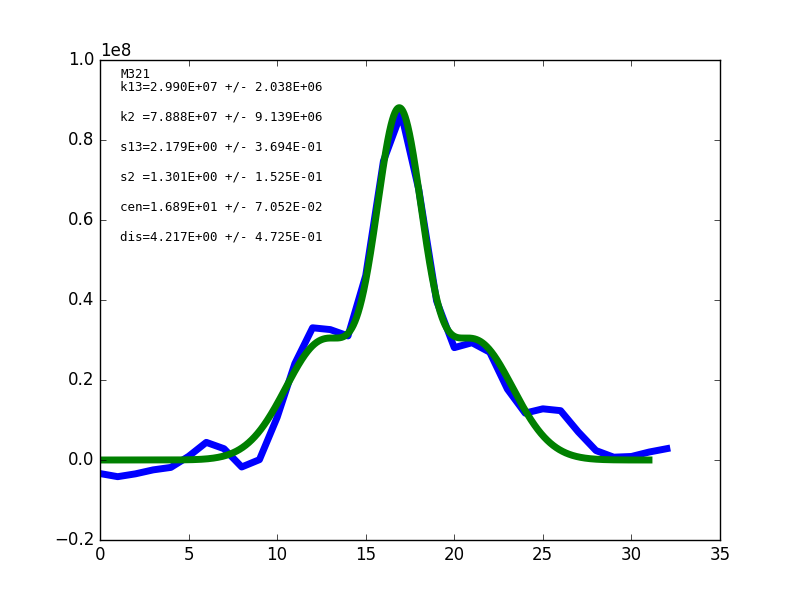 1e8
1.0
M321
k13=2.990E+07 +/- 2.038E+06
k2 =7.888E+07 +/- 9.139E+06
0.8
s13=2.179E+00 +/- 3.694E-01
s2 =1.301E+00 +/- 1.525E-01
cen=1.689E+01 +/- 7.052E-02
0.6
dis=4.217E+00 +/- 4.725E-01
0.4
0.2
0.0
−0.2
0 5 10 15 20 25 30 35